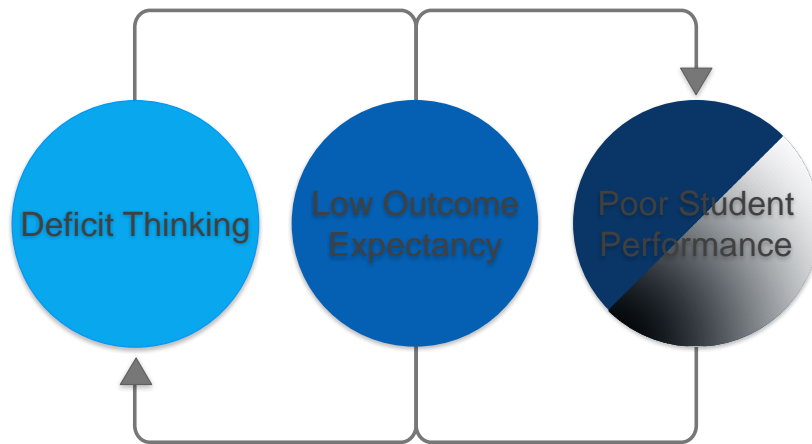 Deficit Thinking
Low Outcome
Expectancy
Poor Student
Performance